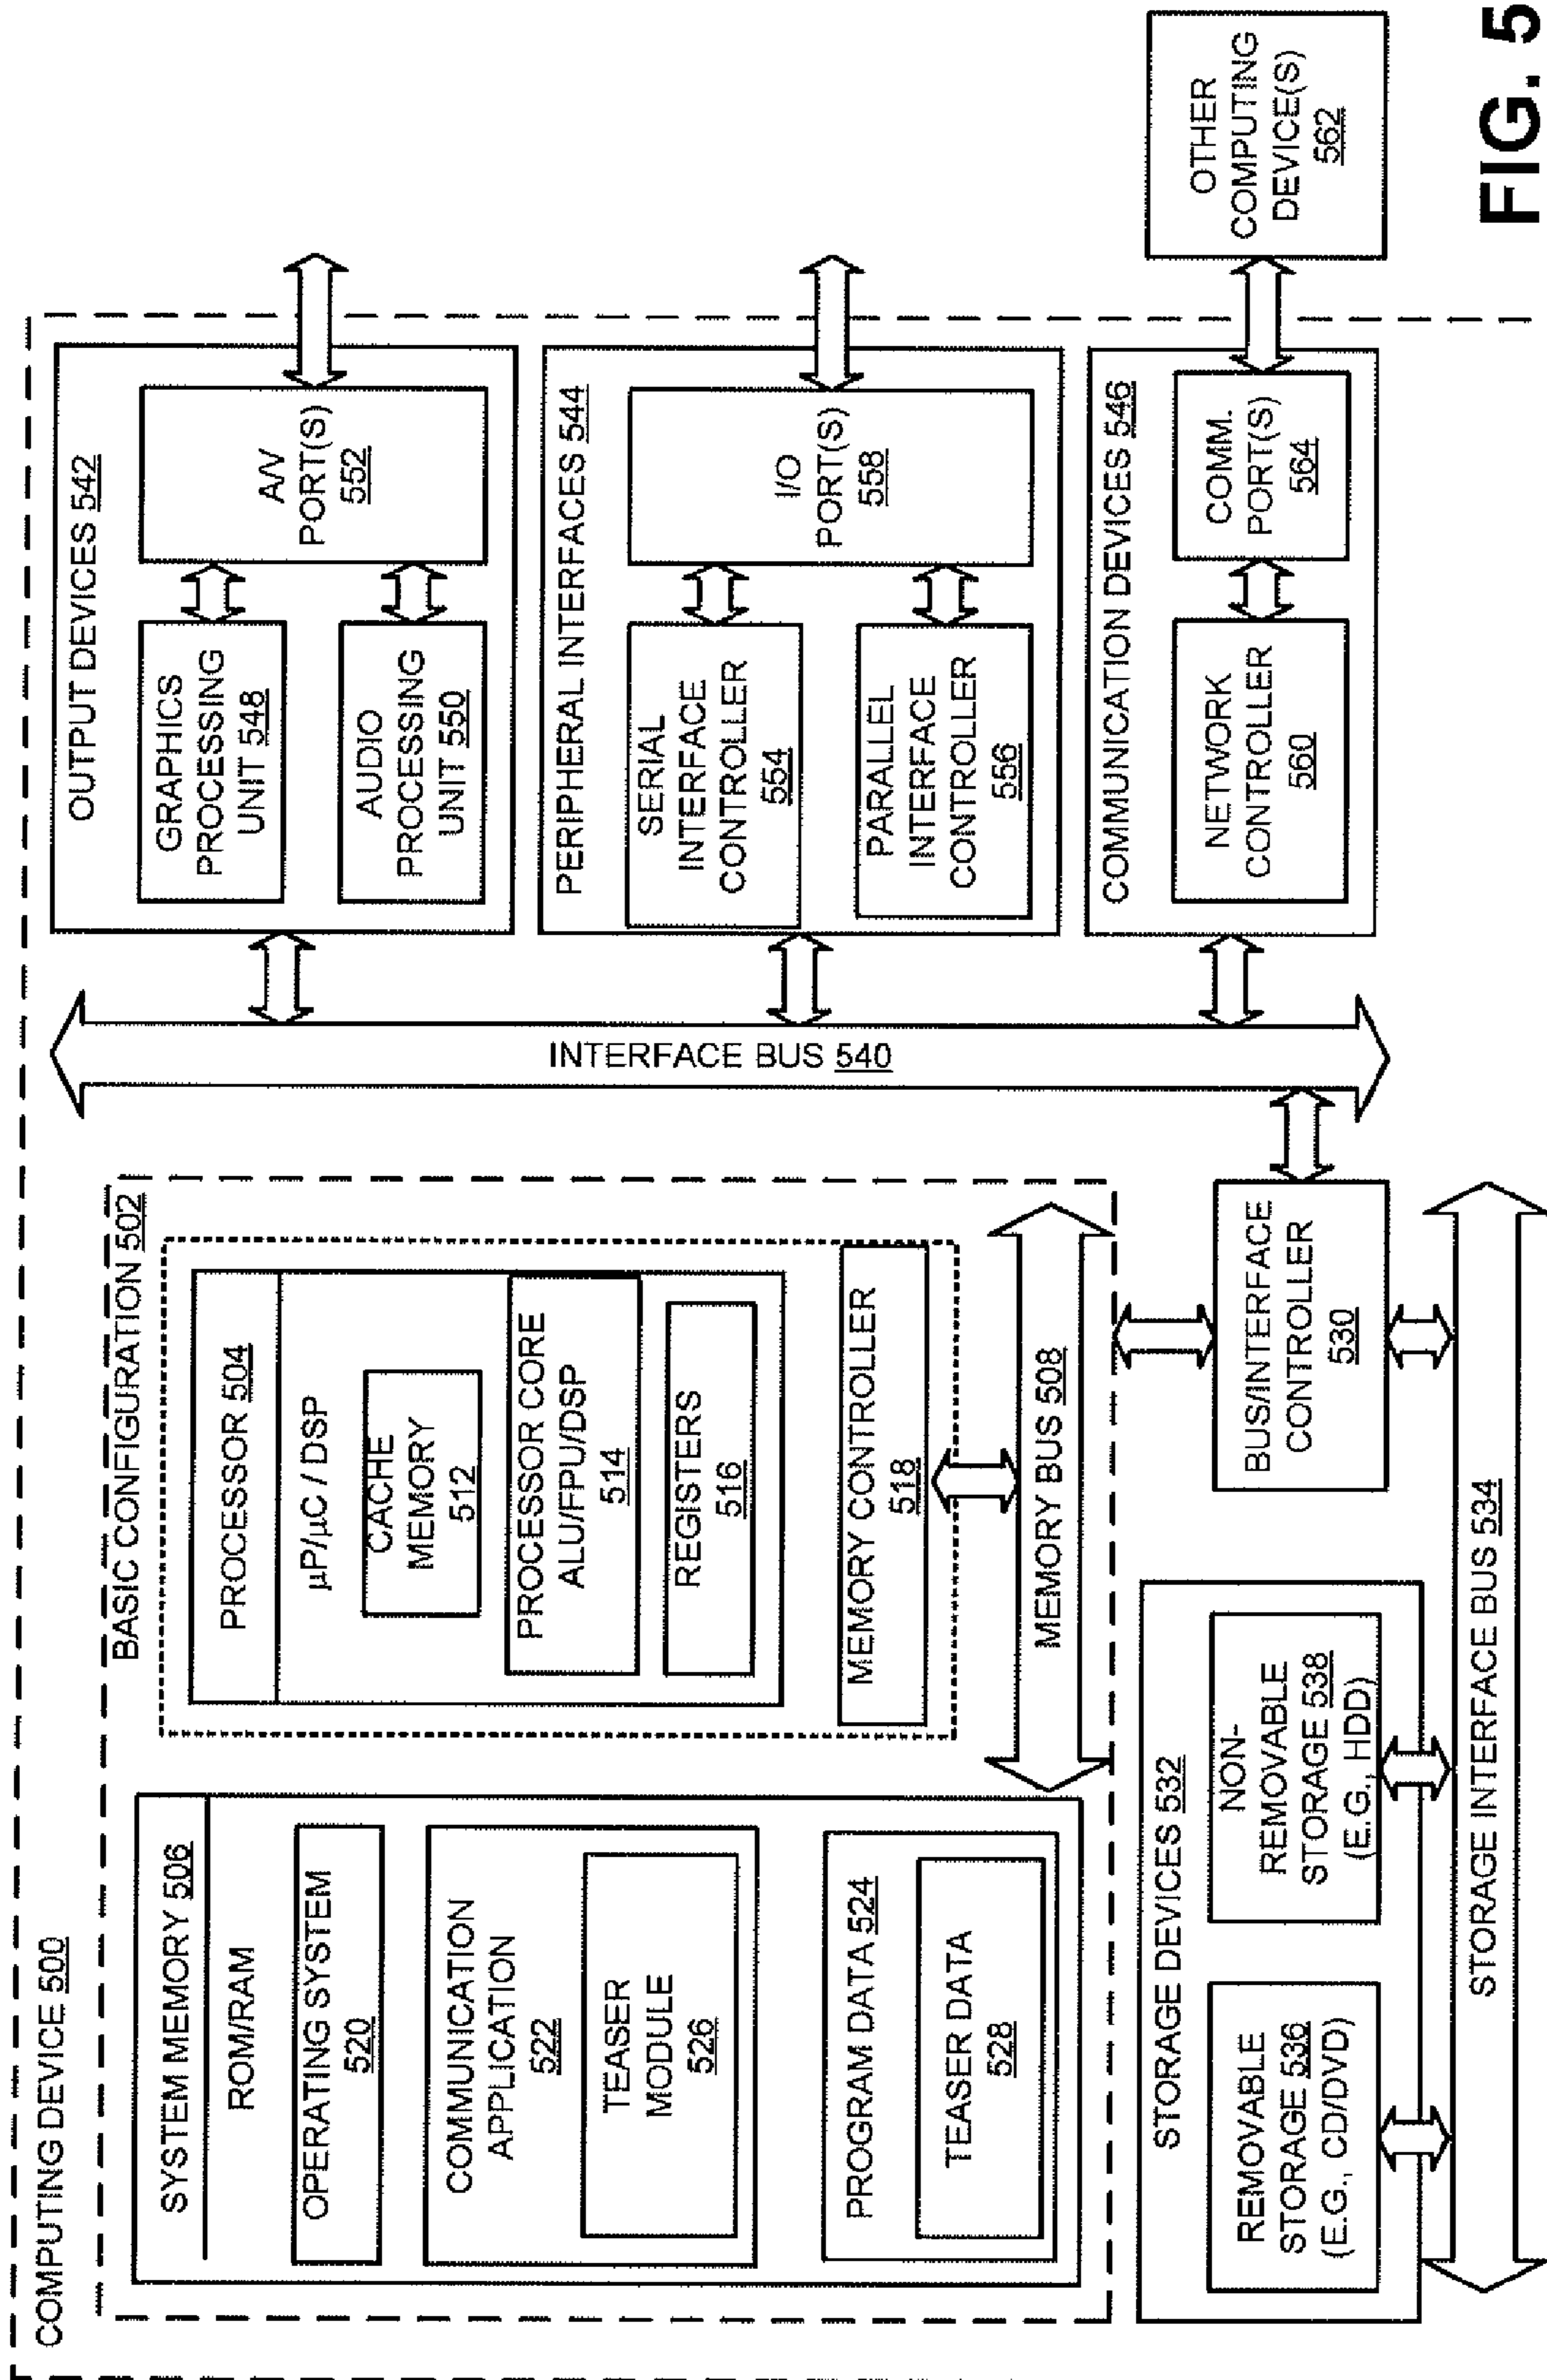 COMPUTING DEVICE 500
BASIC CONFIGURATION 502
SYSTEM MEMORY 506
ROM/RAM
OPERATING SYSTEM
520
COMMUNICATION
APPLICATION
522
TEASER
MODULE
526
PROGRAM DATA 524
TEASER DATA
528
PROCESSOR 504
µP/µC / DSP
CACHE
MEMORY
512
PROCESSOR CORE
ALU/FPU/DSP
514
REGISTERS
516
MEMORY CONTROLLER
518
MEMORY BUS 508
STORAGE DEVICES 532
REMOVABLE
STORAGE 536
(E.G., CD/DVD)
NON-
REMOVABLE
STORAGE 538
(E.G., HDD)
BUS/INTERFACE
CONTROLLER
530
STORAGE INTERFACE BUS 534
INTERFACE BUS 540
OUTPUT DEVICES 542
GRAPHICS
PROCESSING
UNIT 548
AUDIO
PROCESSING
UNIT 550
A/V
PORT(S)
552
PERIPHERAL INTERFACES 544
SERIAL
INTERFACE
CONTROLLER
554
PARALLEL
INTERFACE
CONTROLLER
556
I/O
PORT(S)
558
COMMUNICATION DEVICES 546
NETWORK
CONTROLLER
560
COMM.
PORT(S)
564
OTHER
COMPUTING
DEVICE(S)
562
FIG. 5